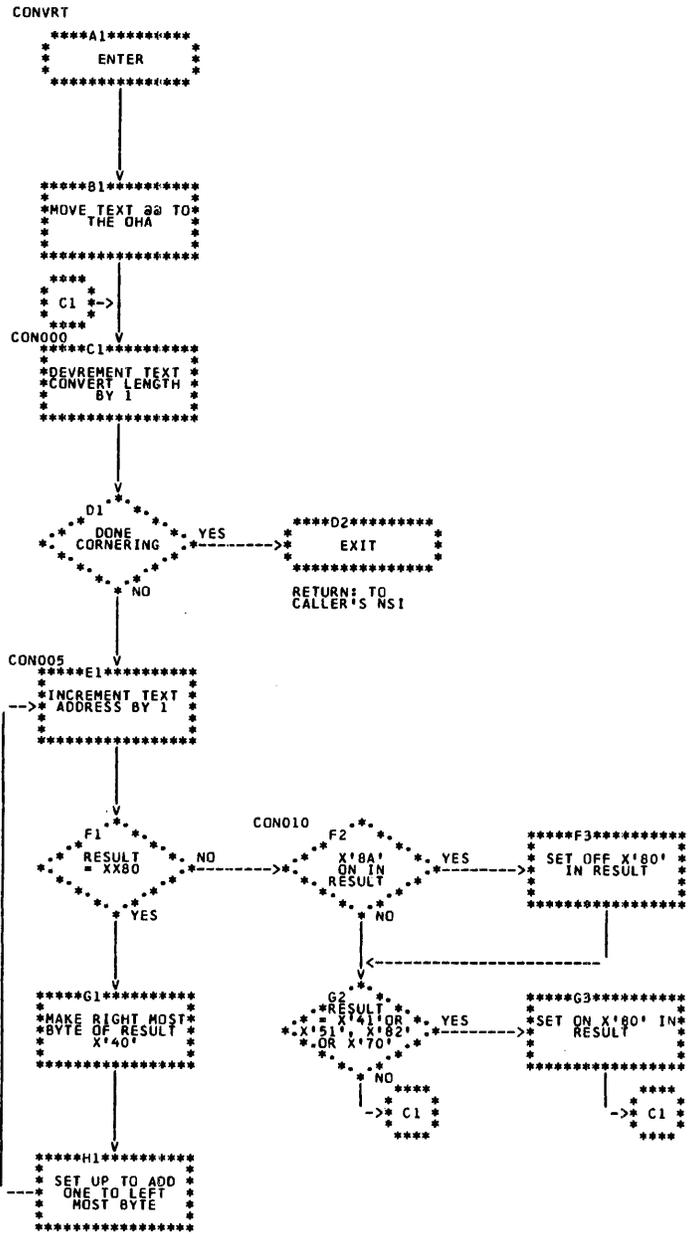 CONVRT
A1
ENTER
B1
MOVE TEXT @@ TO
THE OHA
C1
CON000
C1
DEVREMENT TEXT
CONVERT LENGTH
BY 1
D1
DONE
CORNERING
YES
D2
EXIT
NO
RETURN: TO
CALLER'S NSI
CON005
E1
INCREMENT TEXT
ADDRESS BY 1
F1
RESULT
= XX80
NO
YES
CON010
F2
X'8A'
ON IN
RESULT
YES
NO
F3
SET OFF X'80'
IN RESULT
G1
MAKE RIGHT MOST
BYTE OF RESULT
X'40'
G2
RESULT
= X'41'OR
X'51', X'82'
OR X'70'
YES
NO
G3
SET ON X'80' IN
RESULT
C1
C1
H1
SET UP TO ADD
ONE TO LEFT
MOST BYTE